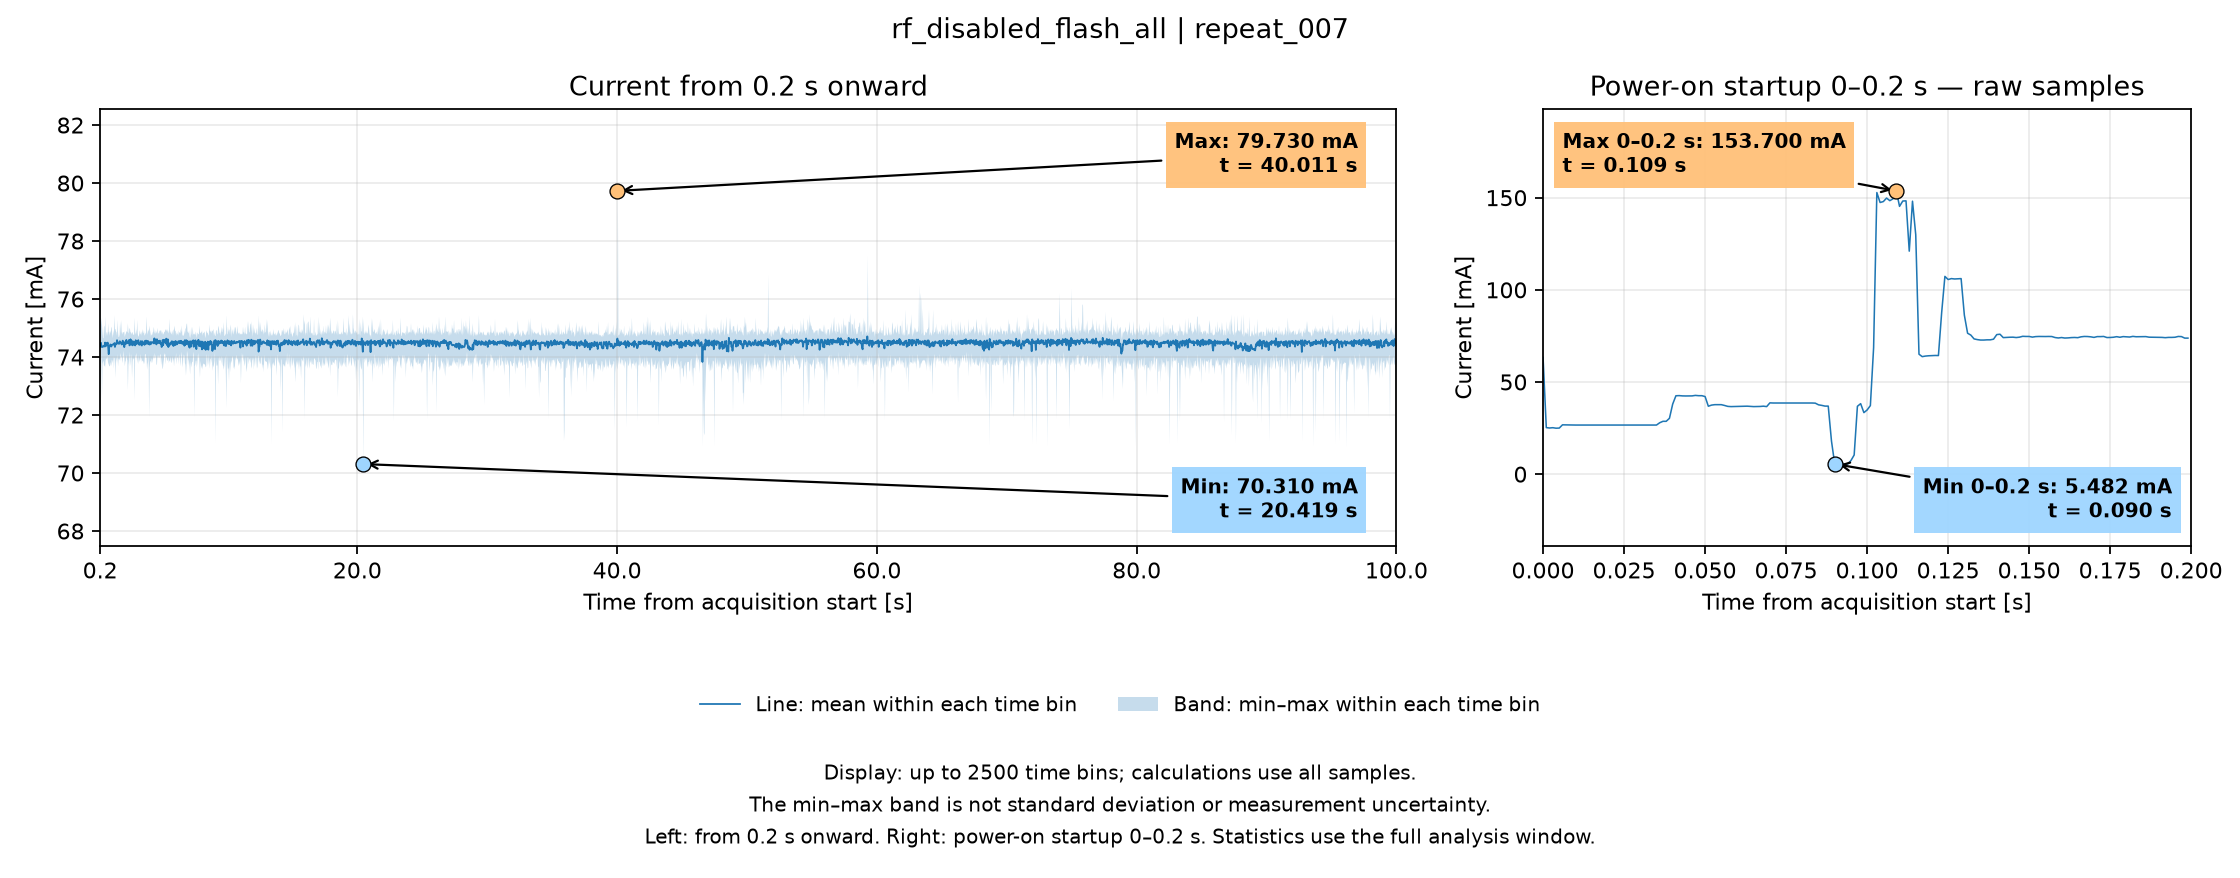 rf_disabled_flash_all | repeat_007
Current from 0.2 s onward
82
80
78
76
74
72
70
68
Current [mA]
Max: 79.730 mA
t = 40.011 s
Min: 70.310 mA
t = 20.419 s
0.2
20.0
40.0
60.0
80.0
100.0
Time from acquisition start [s]
Power-on startup 0–0.2 s — raw samples
150
100
50
0
Current [mA]
Max 0–0.2 s: 153.700 mA
t = 0.109 s
Min 0–0.2 s: 5.482 mA
t = 0.090 s
0.000
0.025
0.050
0.075
0.100
0.125
0.150
0.175
0.200
Time from acquisition start [s]
Line: mean within each time bin
Band: min–max within each time bin
Display: up to 2500 time bins; calculations use all samples.
The min–max band is not standard deviation or measurement uncertainty.
Left: from 0.2 s onward. Right: power-on startup 0–0.2 s. Statistics use the full analysis window.